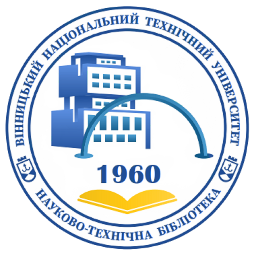 ВІННИЦЬКИЙ НАЦІОНАЛЬНИЙ ТЕХНІЧНИЙ УНІВЕРСИТЕТ
1960
НАУКОВО-ТЕХНІЧНА БІБЛІОТЕКА